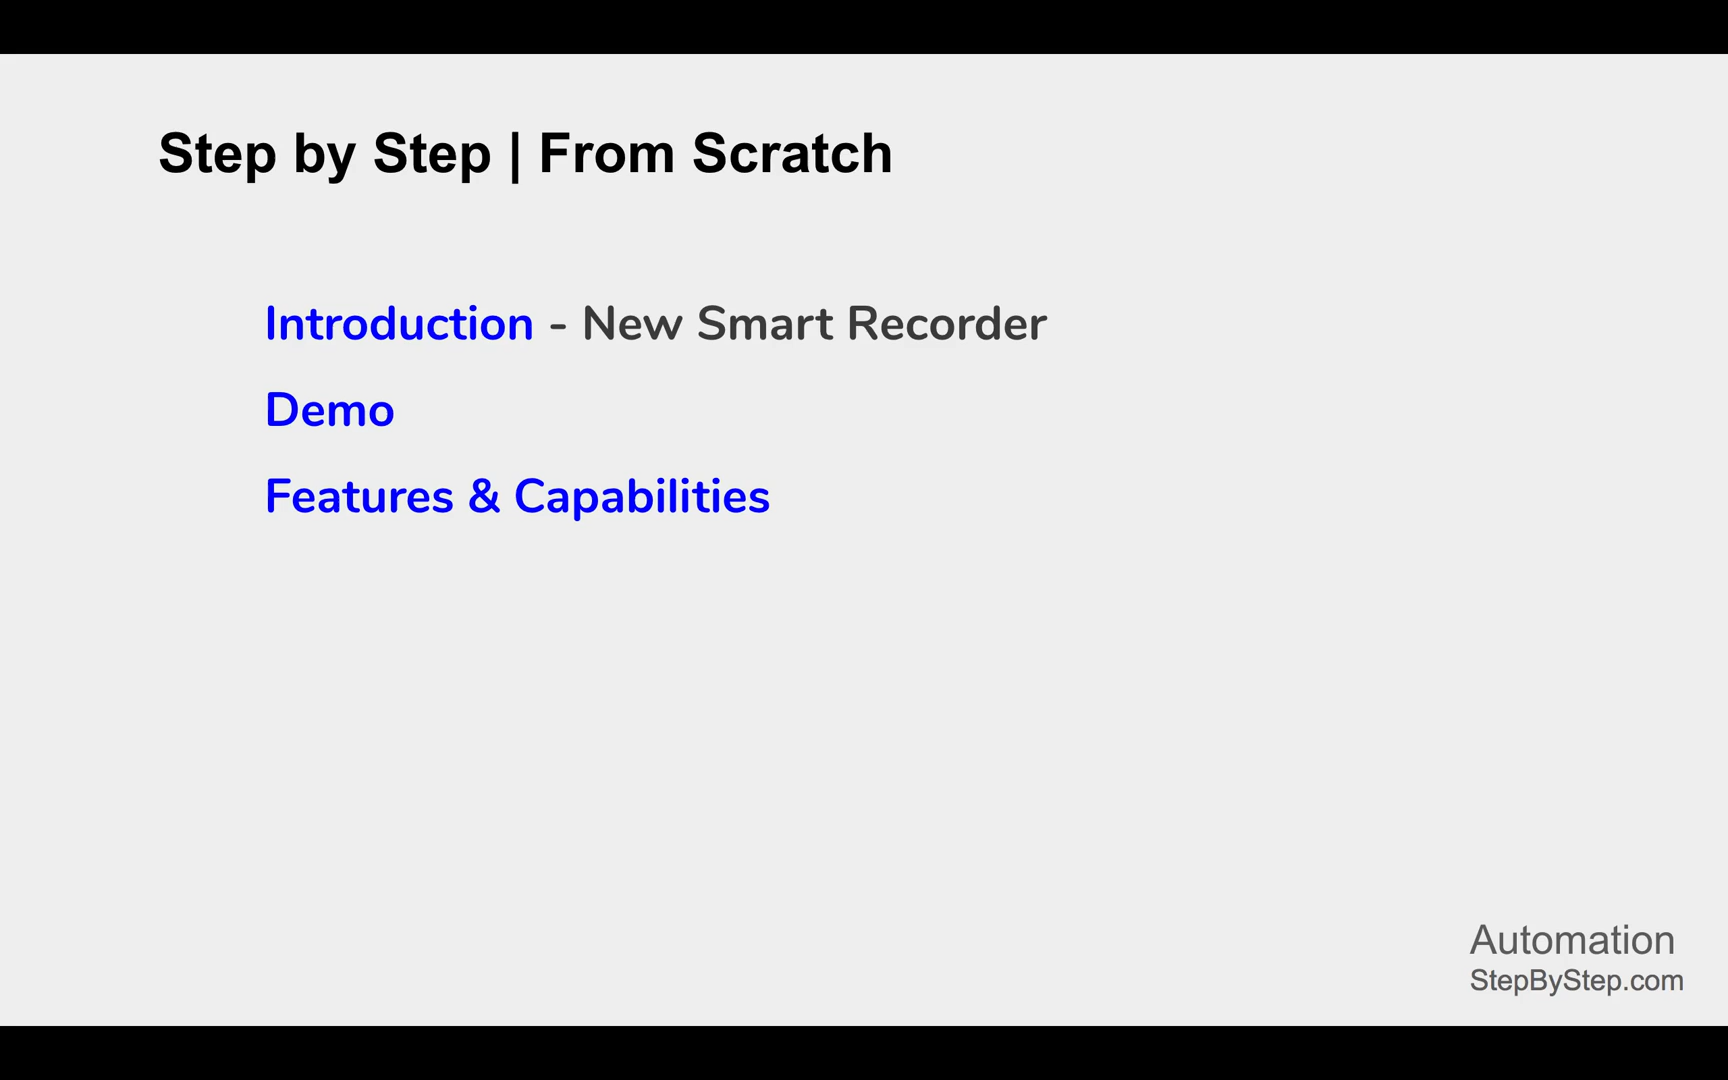 Step by Step | From Scratch
Introduction - New Smart Recorder
Demo
Features & Capabilities
Automation
StepByStep.com